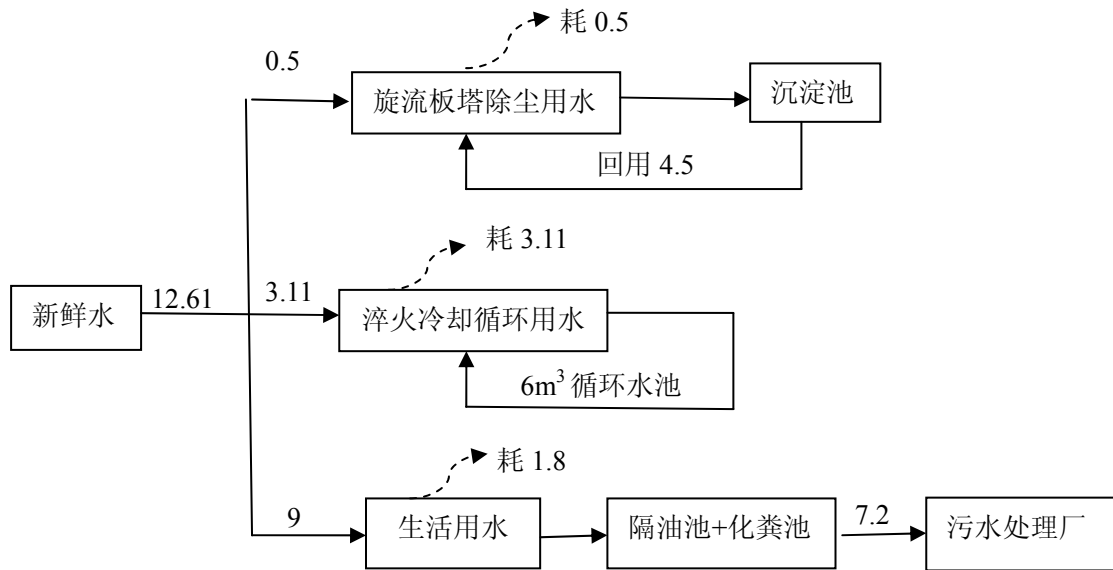 耗 0.5
0.5
旋流板塔除尘用水
沉淀池
回用 4.5
耗 3.11
新鲜水
12.61
3.11
淬火冷却循环用水
6m³ 循环水池
耗 1.8
9
生活用水
隔油池+化粪池
7.2
污水处理厂